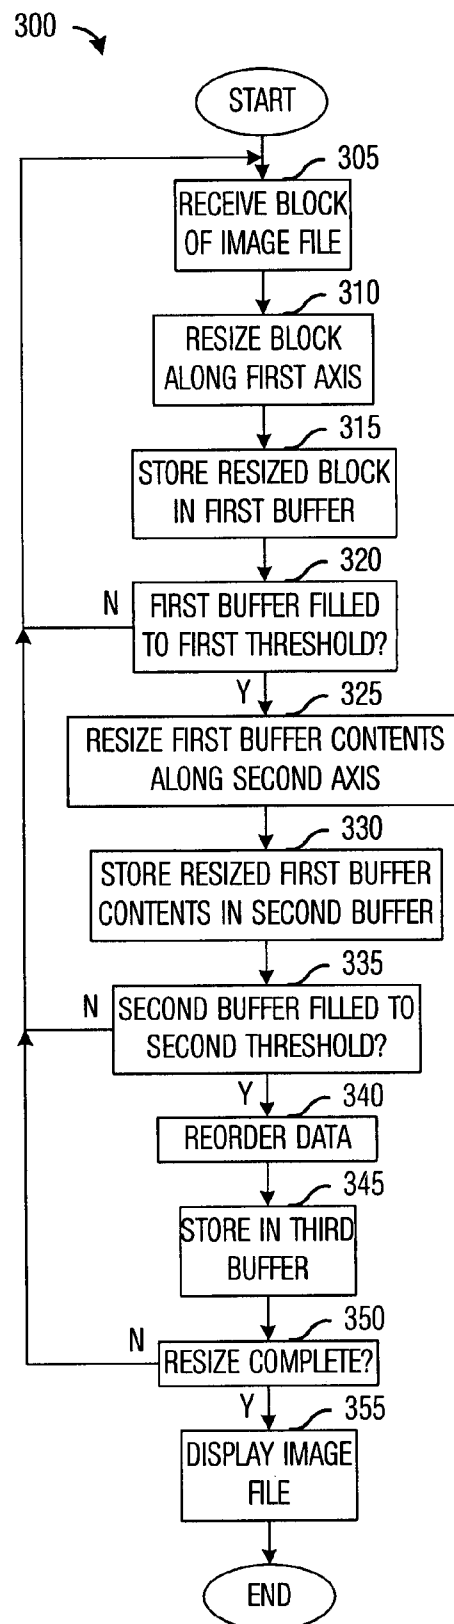 300
START
305
RECEIVE BLOCK
OF IMAGE FILE
310
RESIZE BLOCK
ALONG FIRST AXIS
315
STORE RESIZED BLOCK
IN FIRST BUFFER
320
N
FIRST BUFFER FILLED
TO FIRST THRESHOLD?
Y
325
RESIZE FIRST BUFFER CONTENTS
ALONG SECOND AXIS
330
STORE RESIZED FIRST BUFFER
CONTENTS IN SECOND BUFFER
335
N
SECOND BUFFER FILLED TO
SECOND THRESHOLD?
Y
340
REORDER DATA
345
STORE IN THIRD
BUFFER
350
N
RESIZE COMPLETE?
Y
355
DISPLAY IMAGE
FILE
END